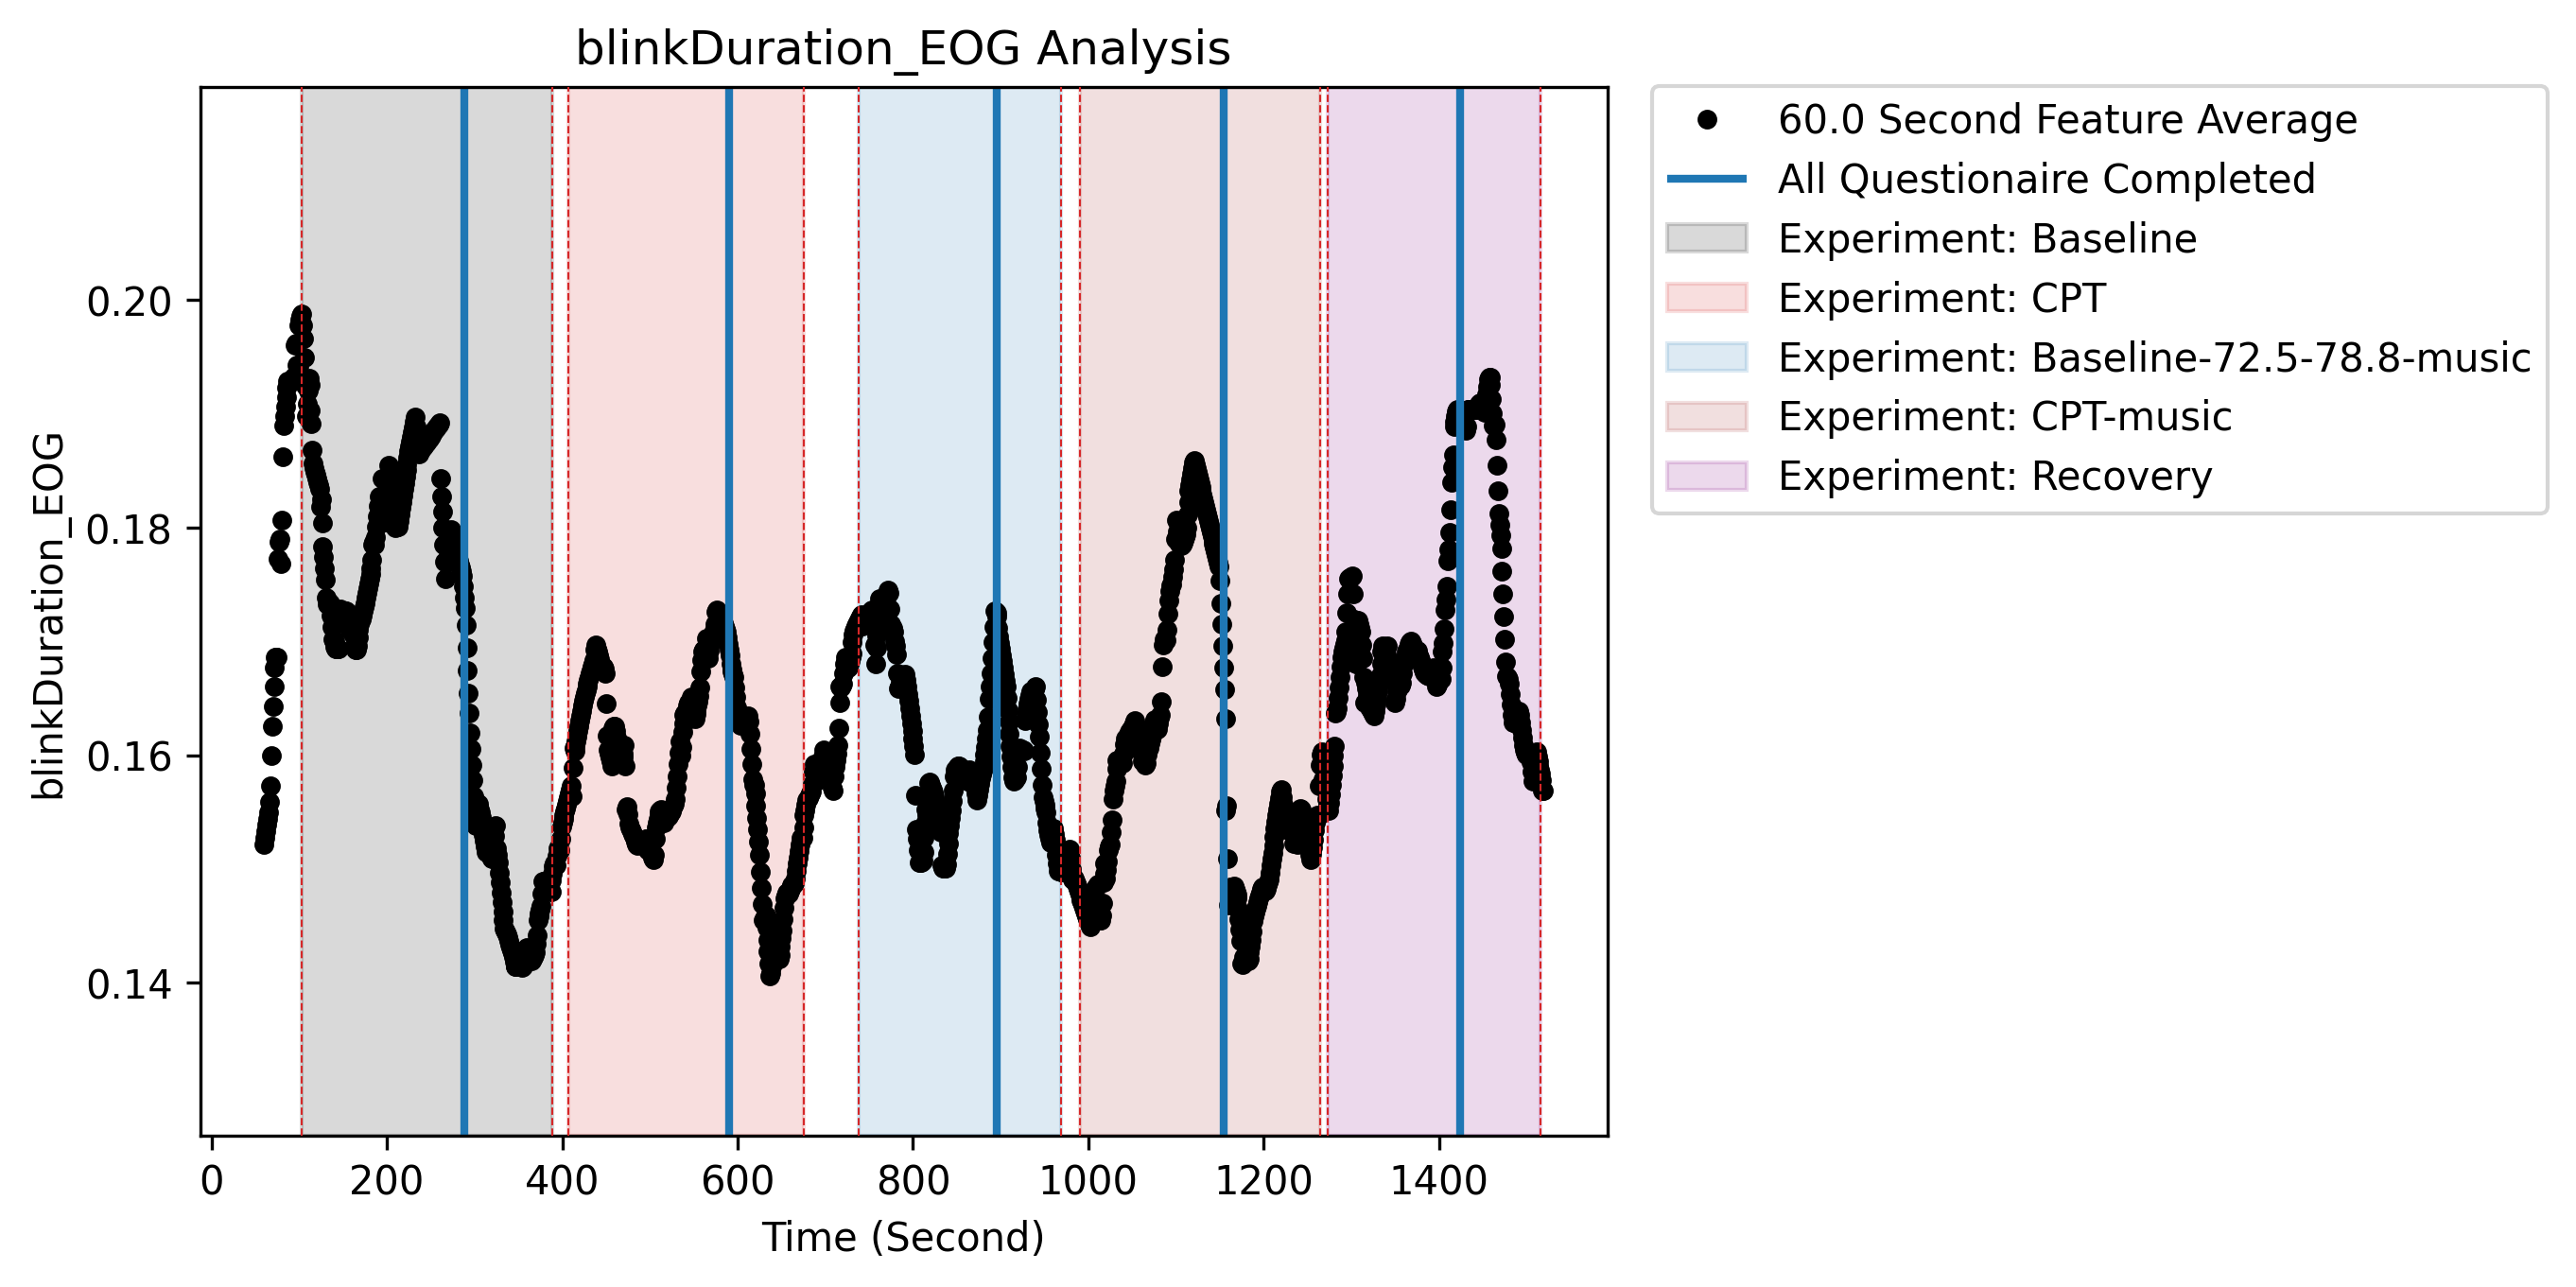 blinkDuration_EOG Analysis
60.0 Second Feature Average
All Questionaire Completed
Experiment: Baseline
Experiment: CPT
Experiment: Baseline-72.5-78.8-music
Experiment: CPT-music
Experiment: Recovery
blinkDuration_EOG
0.20
0.18
0.16
0.14
0 200 400 600 800 1000 1200 1400
Time (Second)